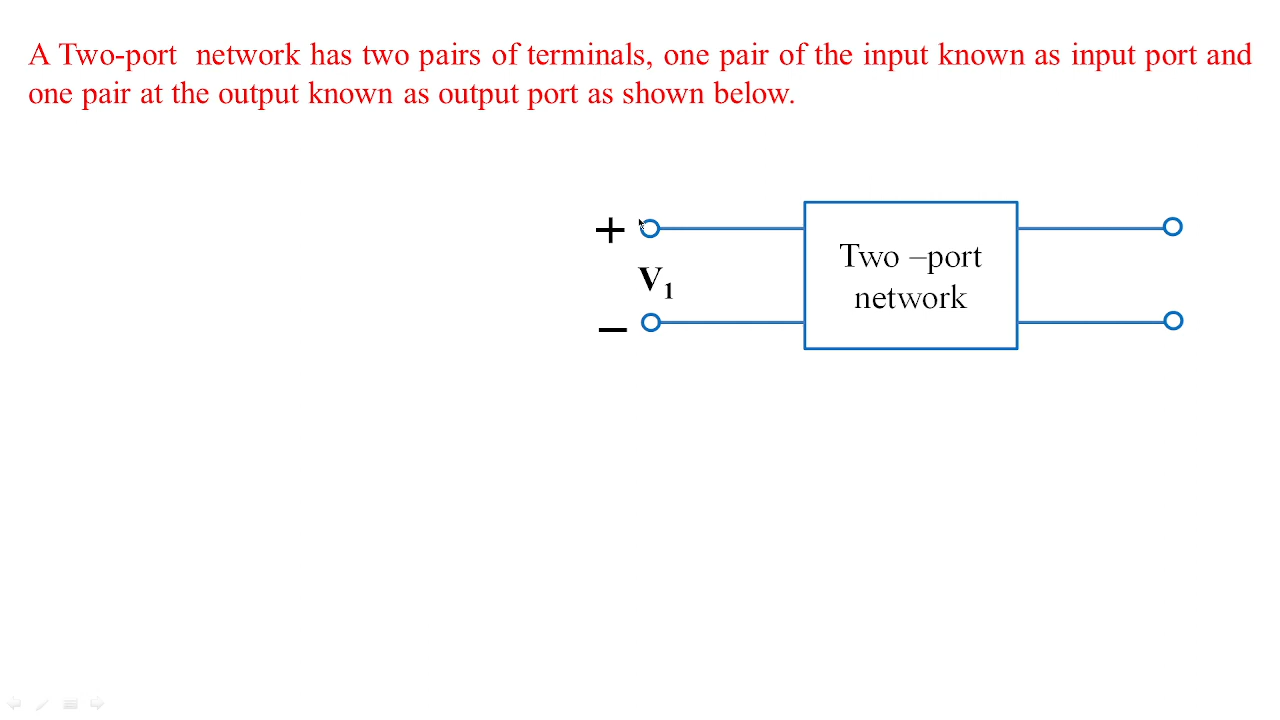 A Two-port network has two pairs of terminals, one pair of the input known as input port and
one pair at the output known as output port as shown below.
+
V₁
–
Two –port
network